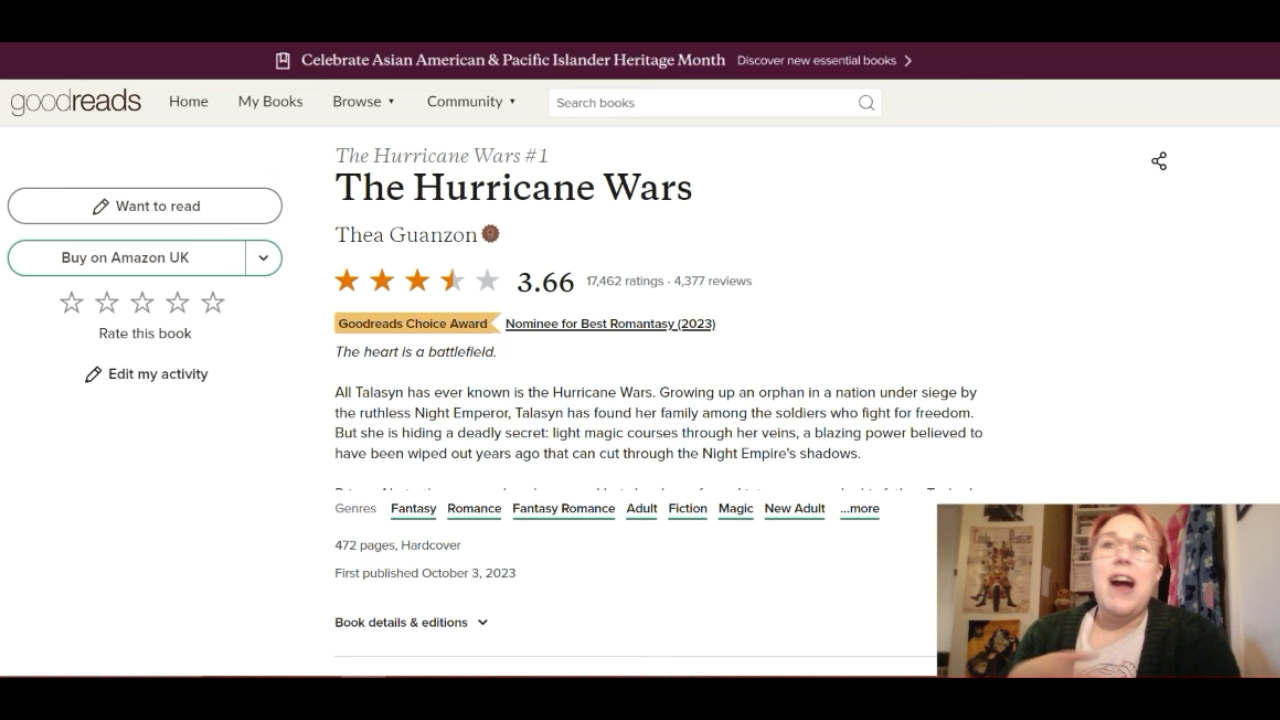 Celebrate Asian American & Pacific Islander Heritage Month Discover new essential books
goodreads Home My Books Browse Community Search books
The Hurricane Wars #1
The Hurricane Wars
Want to read
Thea Guanzon
Buy on Amazon UK
3.66 17,462 ratings · 4,377 reviews
Rate this book
Goodreads Choice Award Nominee for Best Romantasy (2023)
The heart is a battlefield.
Edit my activity
All Talasyn has ever known is the Hurricane Wars. Growing up an orphan in a nation under siege by
the ruthless Night Emperor, Talasyn has found her family among the soldiers who fight for freedom.
But she is hiding a deadly secret: light magic courses through her veins, a blazing power believed to
have been wiped out years ago that can cut through the Night Empire's shadows.
Genres Fantasy Romance Fantasy Romance Adult Fiction Magic New Adult ...more
472 pages, Hardcover
First published October 3, 2023
Book details & editions